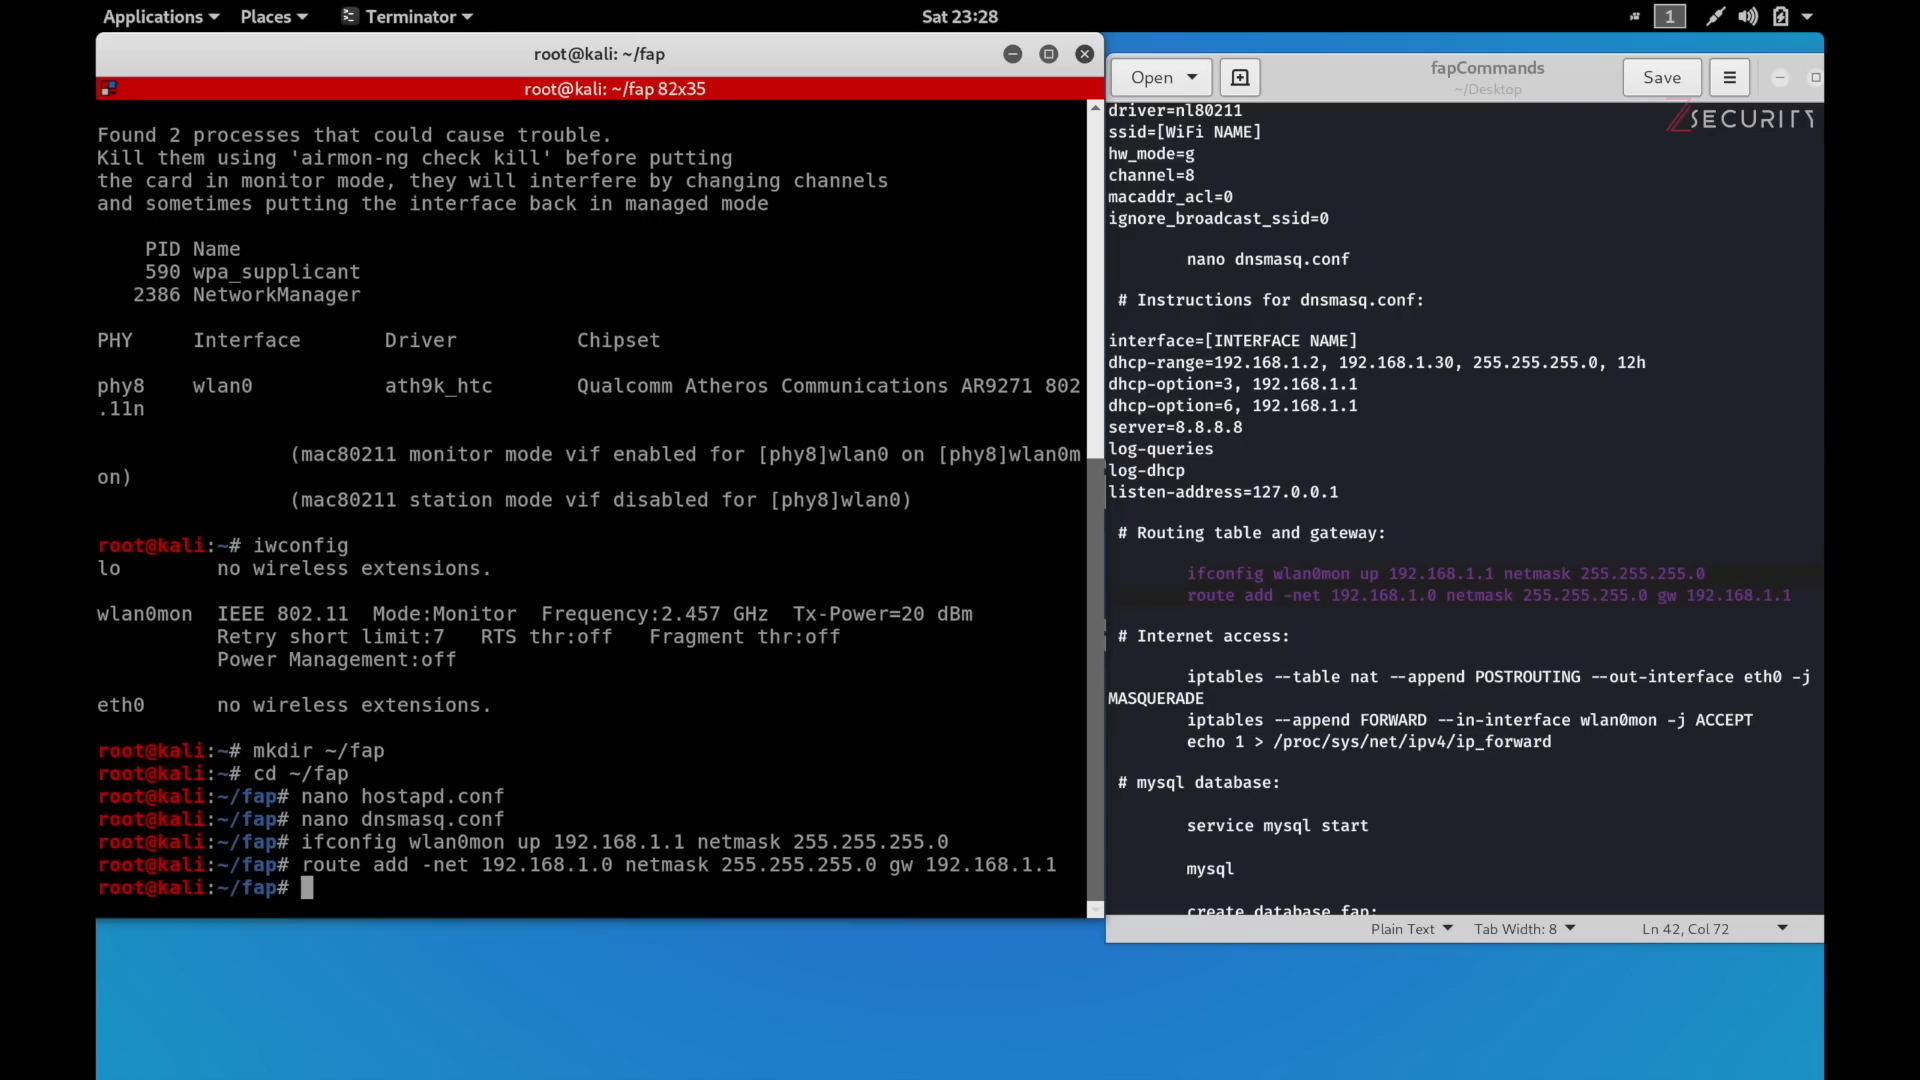 Applications Places Terminator Sat 23:28 1
root@kali: ~/fap
root@kali: ~/fap 82x35
Found 2 processes that could cause trouble.
Kill them using 'airmon-ng check kill' before putting
the card in monitor mode, they will interfere by changing channels
and sometimes putting the interface back in managed mode
PID Name
590 wpa_supplicant
2386 NetworkManager
PHY Interface Driver Chipset
phy8 wlan0 ath9k_htc Qualcomm Atheros Communications AR9271 802
.11n
(mac80211 monitor mode vif enabled for [phy8]wlan0 on [phy8]wlan0m
on)
(mac80211 station mode vif disabled for [phy8]wlan0)
root@kali:~# iwconfig
lo no wireless extensions.
wlan0mon IEEE 802.11 Mode:Monitor Frequency:2.457 GHz Tx-Power=20 dBm
Retry short limit:7 RTS thr:off Fragment thr:off
Power Management:off
eth0 no wireless extensions.
root@kali:~# mkdir ~/fap
root@kali:~# cd ~/fap
root@kali:~/fap# nano hostapd.conf
root@kali:~/fap# nano dnsmasq.conf
root@kali:~/fap# ifconfig wlan0mon up 192.168.1.1 netmask 255.255.255.0
root@kali:~/fap# route add -net 192.168.1.0 netmask 255.255.255.0 gw 192.168.1.1
root@kali:~/fap#
Open fapCommands Save
~/Desktop
ZSECURITY
driver=nl80211
ssid=[WiFi NAME]
hw_mode=g
channel=8
macaddr_acl=0
ignore_broadcast_ssid=0
nano dnsmasq.conf
# Instructions for dnsmasq.conf:
interface=[INTERFACE NAME]
dhcp-range=192.168.1.2, 192.168.1.30, 255.255.255.0, 12h
dhcp-option=3, 192.168.1.1
dhcp-option=6, 192.168.1.1
server=8.8.8.8
log-queries
log-dhcp
listen-address=127.0.0.1
# Routing table and gateway:
ifconfig wlan0mon up 192.168.1.1 netmask 255.255.255.0
route add -net 192.168.1.0 netmask 255.255.255.0 gw 192.168.1.1
# Internet access:
iptables --table nat --append POSTROUTING --out-interface eth0 -j
MASQUERADE
iptables --append FORWARD --in-interface wlan0mon -j ACCEPT
echo 1 > /proc/sys/net/ipv4/ip_forward
# mysql database:
service mysql start
mysql
create database fap;
Plain Text Tab Width: 8 Ln 42, Col 72